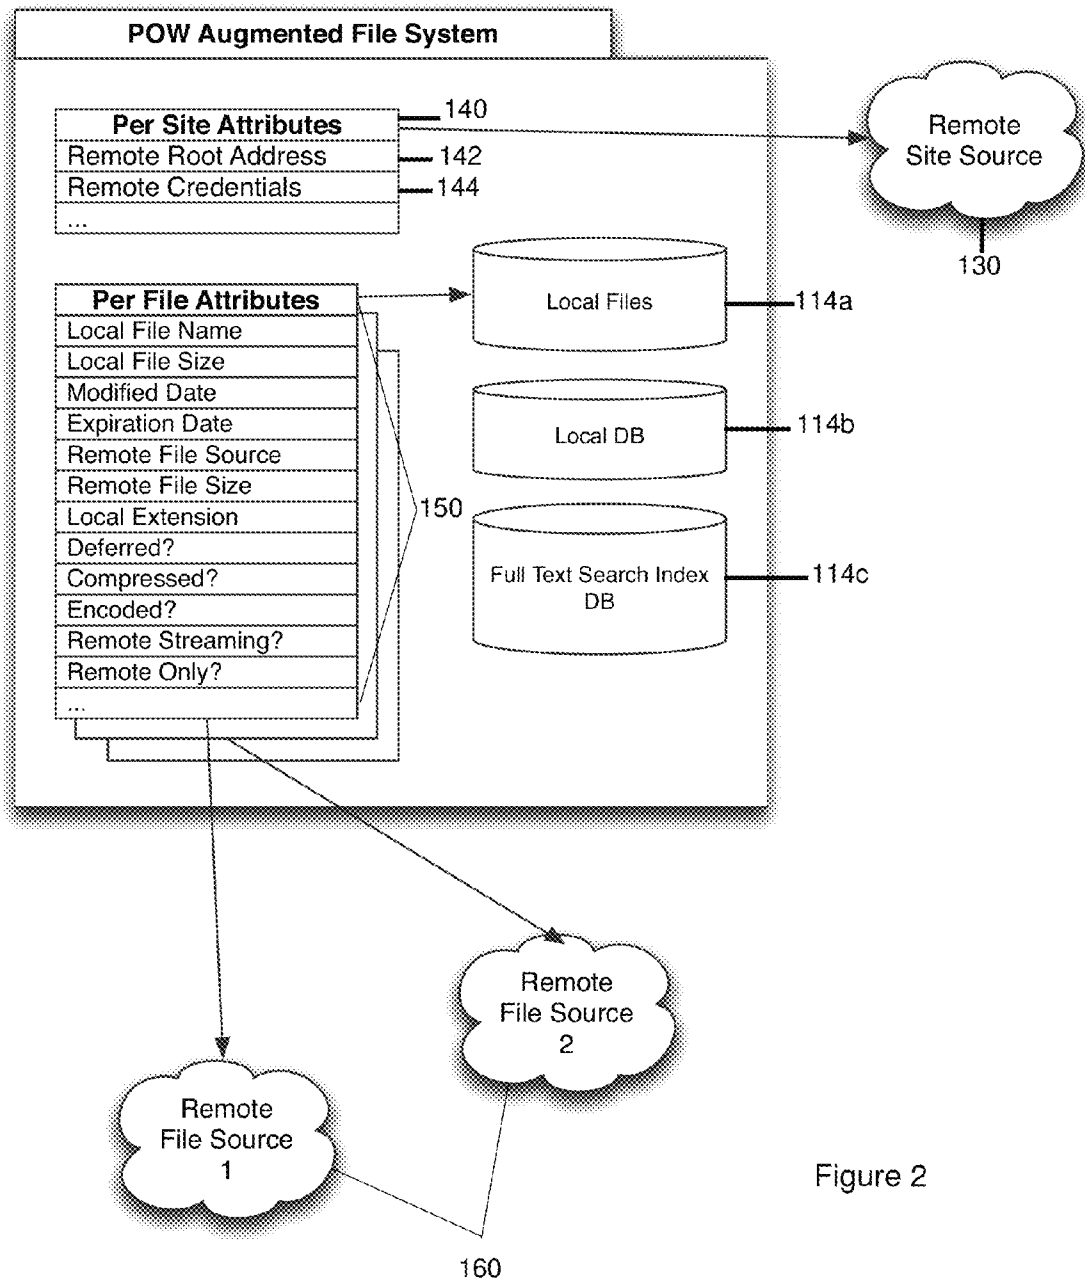 POW Augmented File System
Per Site Attributes
140
Remote Root Address
142
Remote Credentials
144
...
Remote
Site Source
130
Per File Attributes
Local File Name
Local File Size
Modified Date
Expiration Date
Remote File Source
Remote File Size
Local Extension
Deferred?
Compressed?
Encoded?
Remote Streaming?
Remote Only?
...
150
Local Files
114a
Local DB
114b
Full Text Search Index
DB
114c
Remote
File Source
2
Remote
File Source
1
160
Figure 2